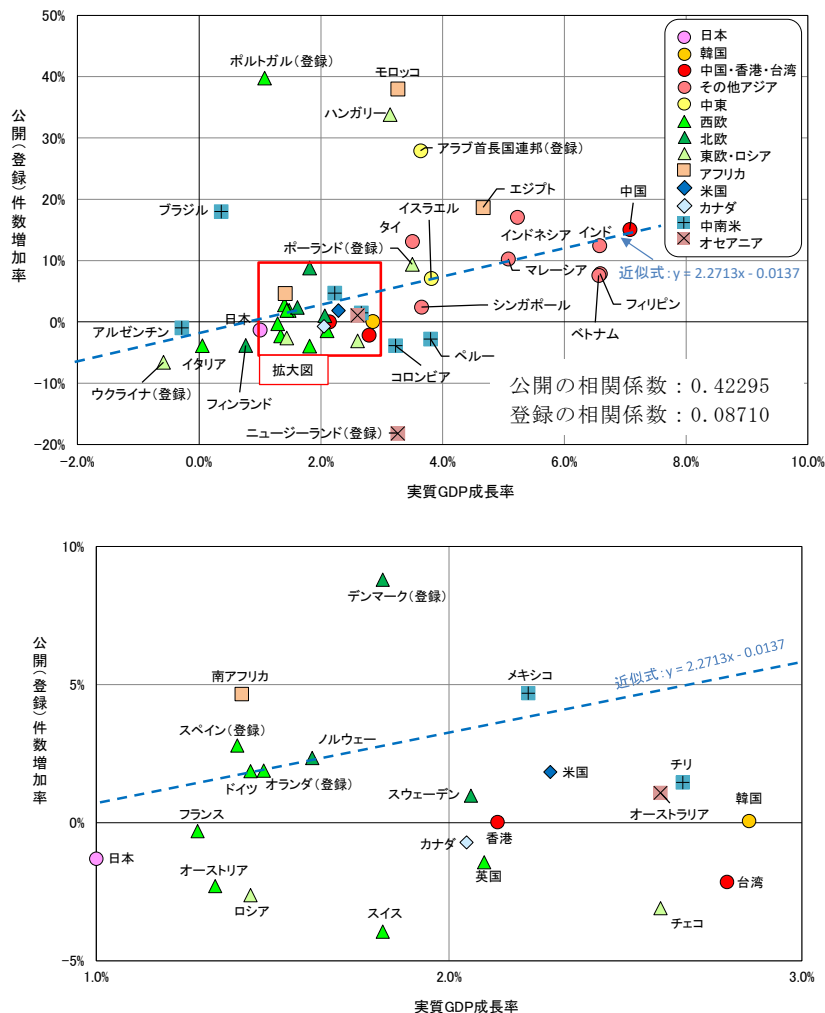 50%
40%
30%
20%
10%
0%
-10%
-20%
-2.0%
0.0%
2.0%
4.0%
6.0%
8.0%
10.0%
公開(登録)件数増加率
実質GDP成長率
日本
韓国
中国・香港・台湾
その他アジア
中東
西欧
北欧
東欧・ロシア
アフリカ
米国
カナダ
中南米
オセアニア
ポルトガル(登録)
モロッコ
ハンガリー
アラブ首長国連邦(登録)
ブラジル
エジプト
イスラエル
中国
タイ
インドネシア
インド
ポーランド(登録)
マレーシア
近似式:y = 2.2713x - 0.0137
シンガポール
フィリピン
ベトナム
日本
アルゼンチン
イタリア
ウクライナ(登録)
フィンランド
拡大図
コロンビア
ペルー
ニュージーランド(登録)
公開の相関係数:0.42295
登録の相関係数:0.08710
10%
5%
0%
-5%
1.0%
2.0%
3.0%
公開(登録)件数増加率
実質GDP成長率
デンマーク(登録)
近似式:y = 2.2713x - 0.0137
南アフリカ
メキシコ
スペイン(登録)
ノルウェー
ドイツ
オランダ(登録)
米国
チリ
スウェーデン
オーストラリア
韓国
フランス
日本
カナダ
香港
英国
オーストリア
ロシア
スイス
台湾
チェコ